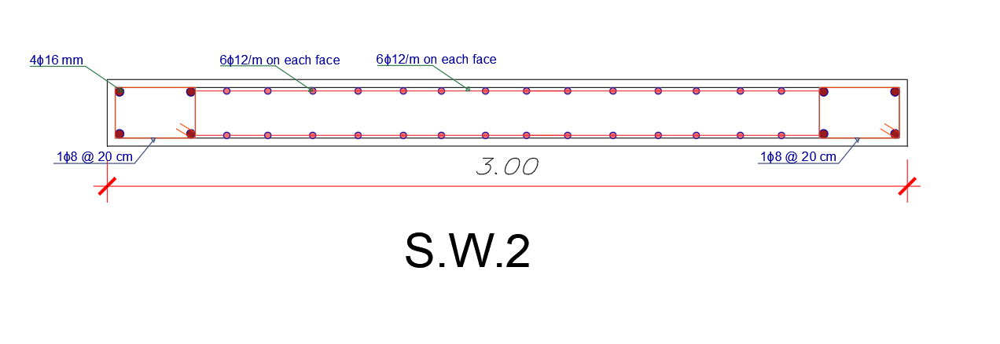 4ϕ16 mm
6ϕ12/m on each face
6ϕ12/m on each face
1ϕ8 @ 20 cm
1ϕ8 @ 20 cm
3.00
S.W.2